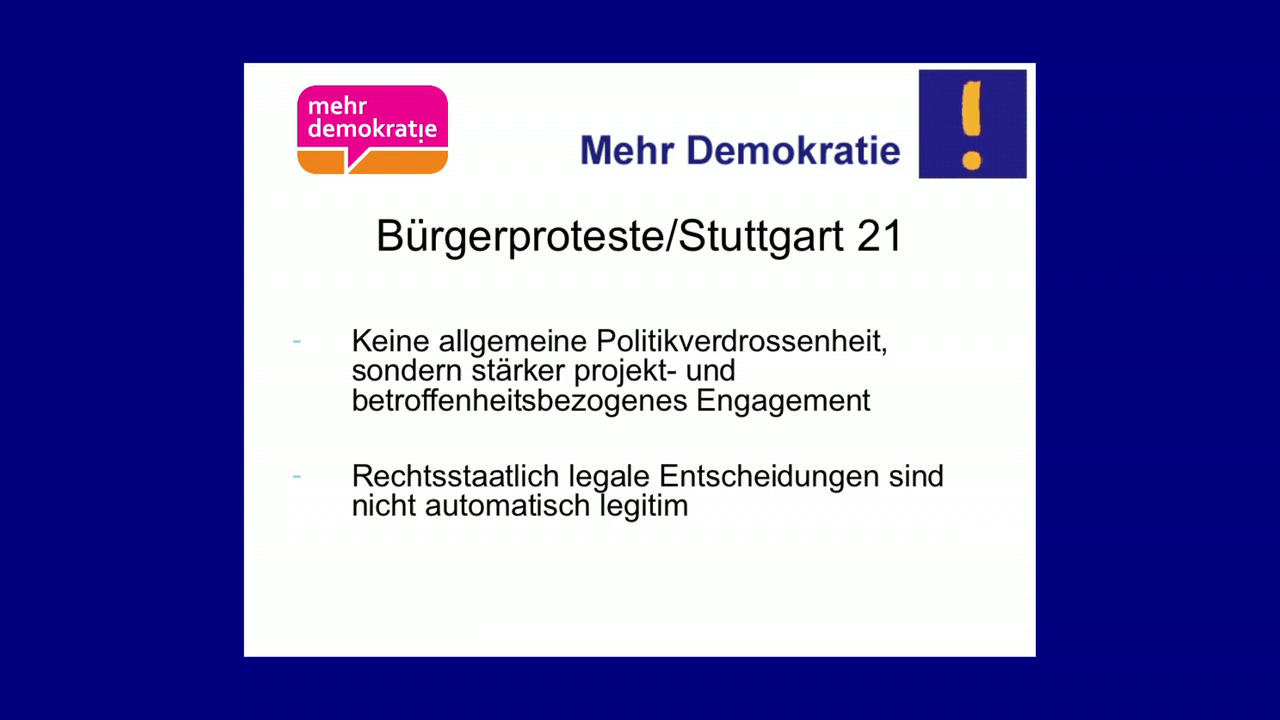 mehr
demokratie
Mehr Demokratie
!
Bürgerproteste/Stuttgart 21
- Keine allgemeine Politikverdrossenheit,
sondern stärker projekt- und
betroffenheitsbezogenes Engagement
- Rechtsstaatlich legale Entscheidungen sind
nicht automatisch legitim